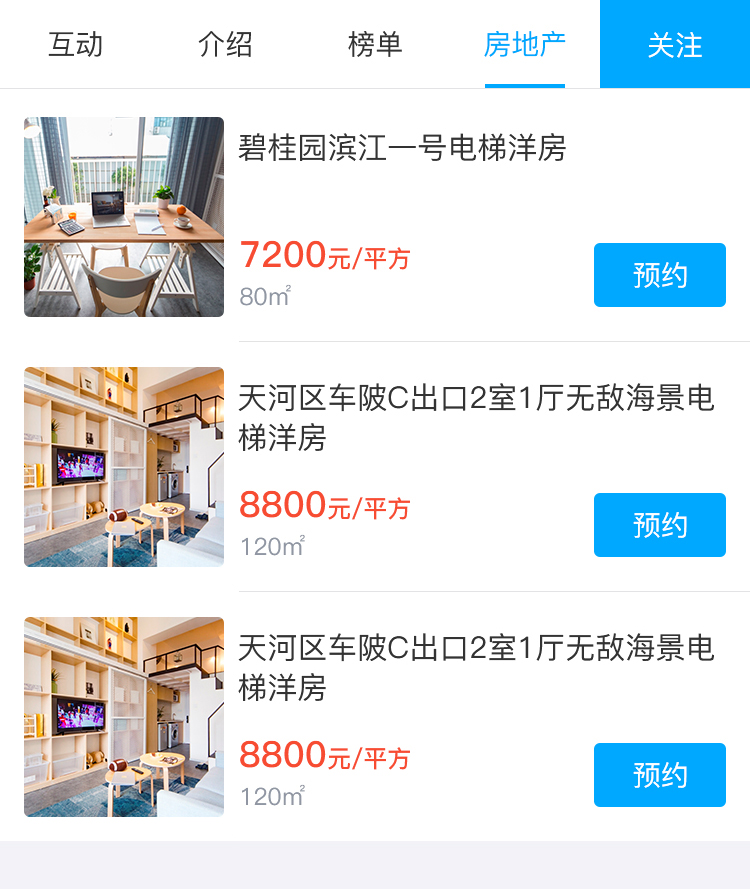 互动 介绍 榜单 房地产 关注
碧桂园滨江一号电梯洋房
7200元/平方
80㎡
预约
天河区车陂C出口2室1厅无敌海景电
梯洋房
8800元/平方
120㎡
预约
天河区车陂C出口2室1厅无敌海景电
梯洋房
8800元/平方
120㎡
预约